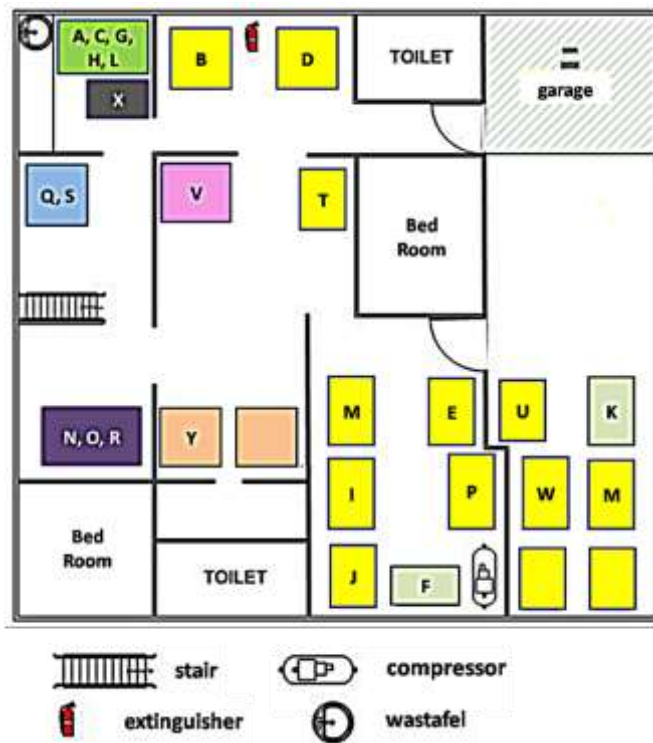 A, C, G,
H, L
X
B
D
TOILET
garage
Q, S
V
T
Bed
Room
N, O, R
Y
M
E
U
K
I
P
W
M
Bed
Room
TOILET
J
F
stair
compressor
extinguisher
wastafel